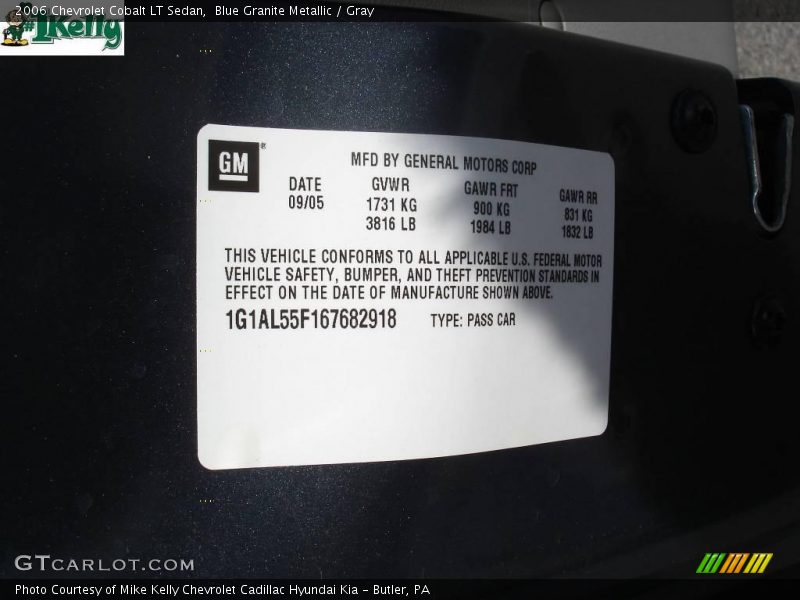 2006 Chevrolet Cobalt LT Sedan,  Blue Granite Metallic / Gray
#1Kelly
GM®
MFD BY GENERAL MOTORS CORP
DATE GVWR GAWR FRT GAWR RR
09/05 1731 KG 900 KG 831 KG
3816 LB 1984 LB 1832 LB
THIS VEHICLE CONFORMS TO ALL APPLICABLE U.S. FEDERAL MOTOR
VEHICLE SAFETY, BUMPER, AND THEFT PREVENTION STANDARDS IN
EFFECT ON THE DATE OF MANUFACTURE SHOWN ABOVE.
1G1AL55F167682918 TYPE: PASS CAR
GTCARLOT.COM
Photo Courtesy of Mike Kelly Chevrolet Cadillac Hyundai Kia – Butler, PA